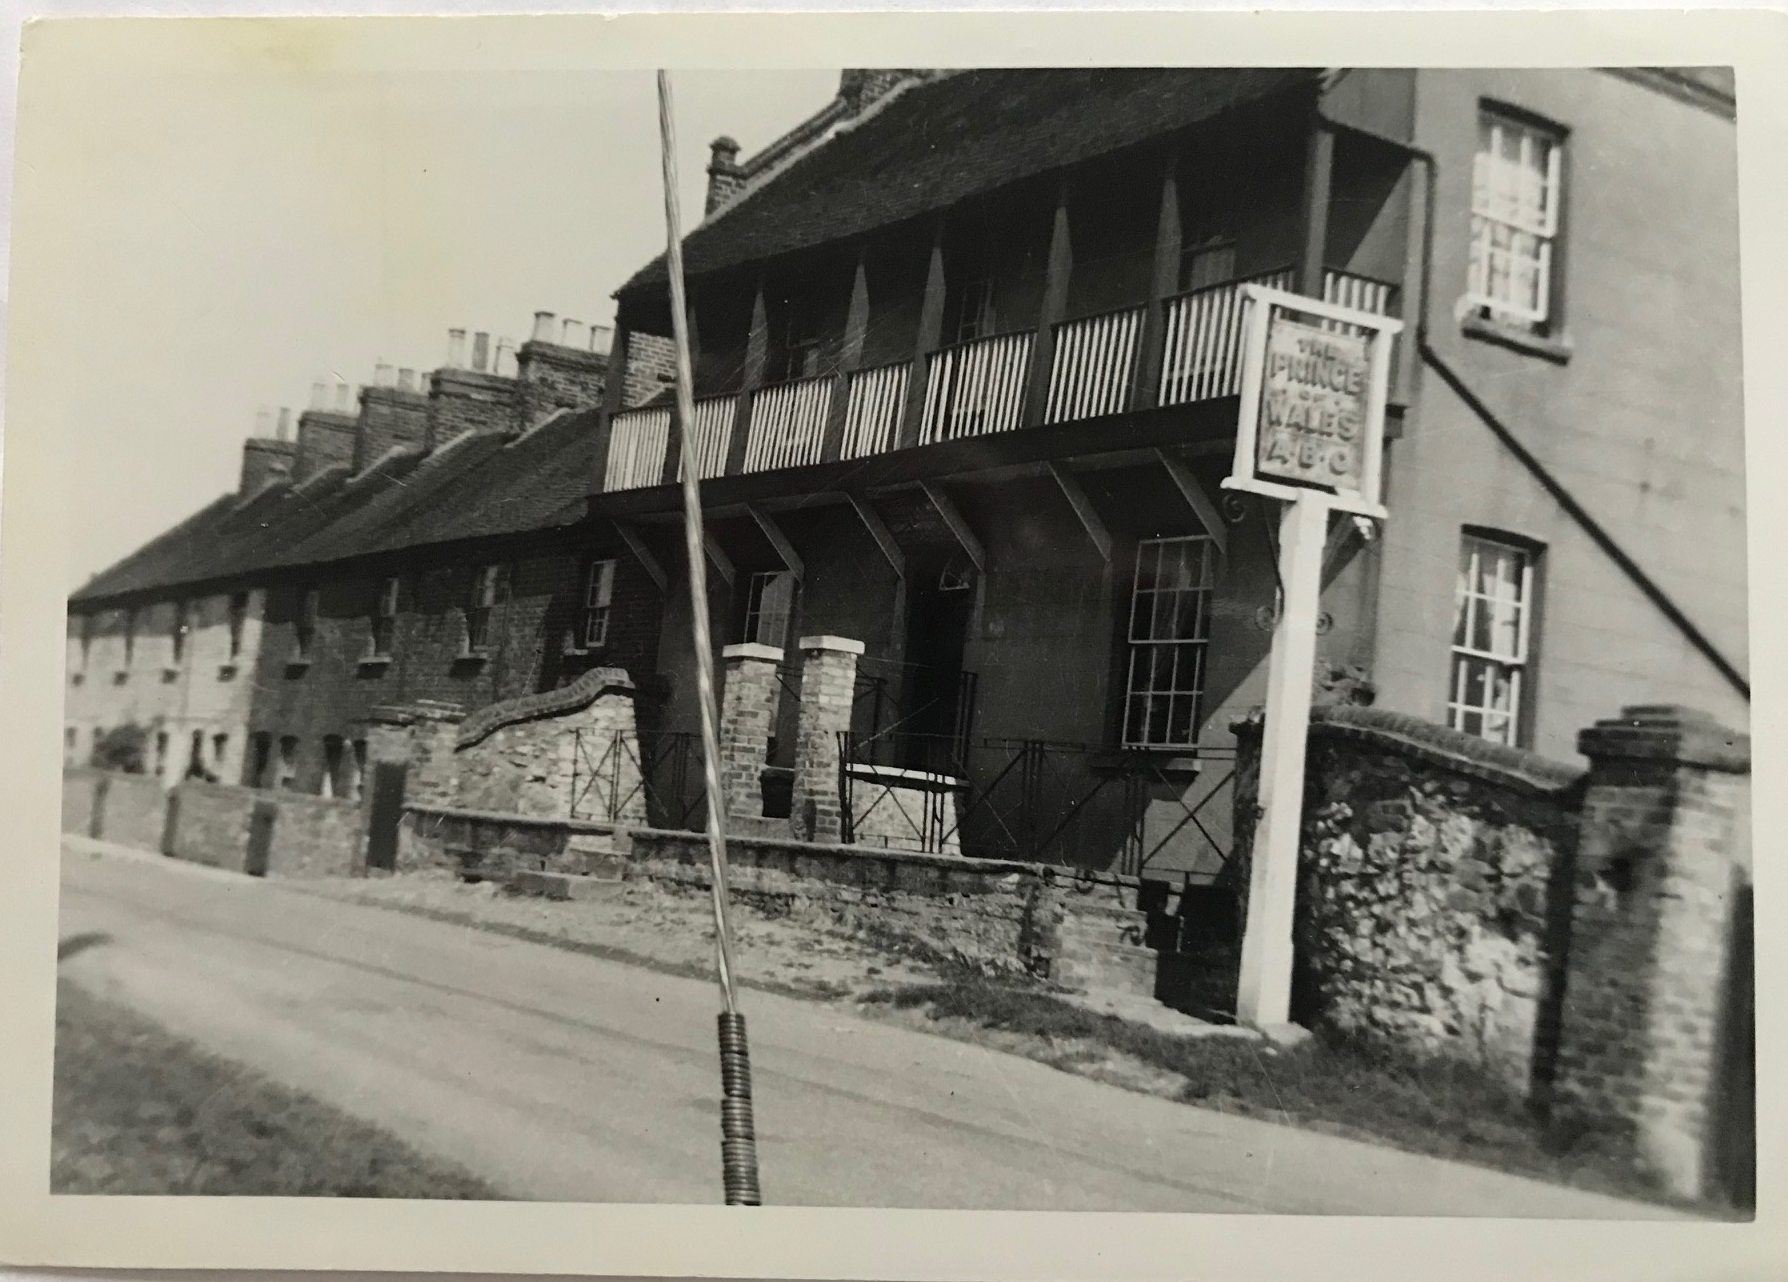 THE
PRINCE
OF
WALES
A·B·C